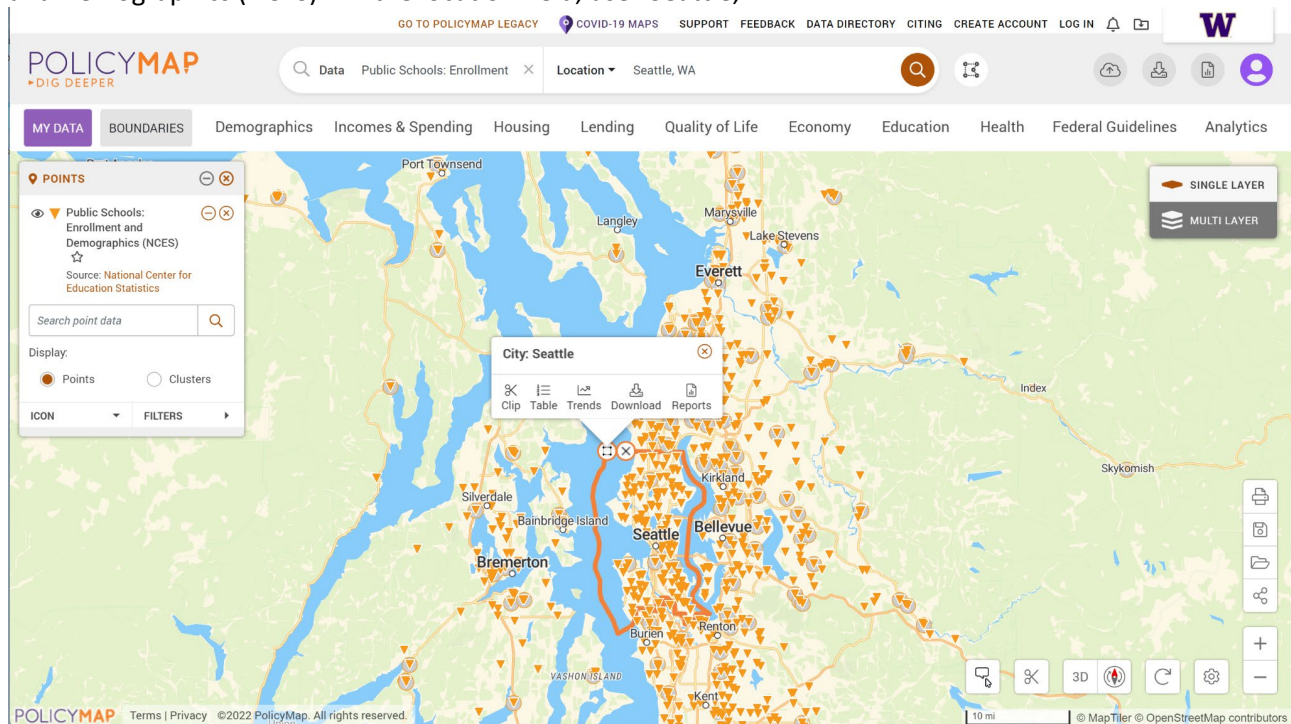 GO TO POLICYMAP LEGACY COVID-19 MAPS SUPPORT FEEDBACK DATA DIRECTORY CITING CREATE ACCOUNT LOG IN
W
POLICYMAP
DIG DEEPER
Data Public Schools: Enrollment × Location Seattle, WA
MY DATA BOUNDARIES Demographics Incomes & Spending Housing Lending Quality of Life Economy Education Health Federal Guidelines Analytics
POINTS
Public Schools:
Enrollment and
Demographics (NCES)
Source: National Center for
Education Statistics
Search point data
Display:
Points Clusters
ICON FILTERS
SINGLE LAYER
MULTI LAYER
Port Townsend
Langley
Marysville
Lake Stevens
Everett
City: Seattle
Clip Table Trends Download Reports
Index
Skykomish
Kirkland
Silverdale
Bainbridge Island
Seattle
Bellevue
Bremerton
Burien
Renton
VASHON ISLAND
Kent
3D
10 mi
POLICYMAP Terms | Privacy ©2022 PolicyMap. All rights reserved.
© MapTiler © OpenStreetMap contributors